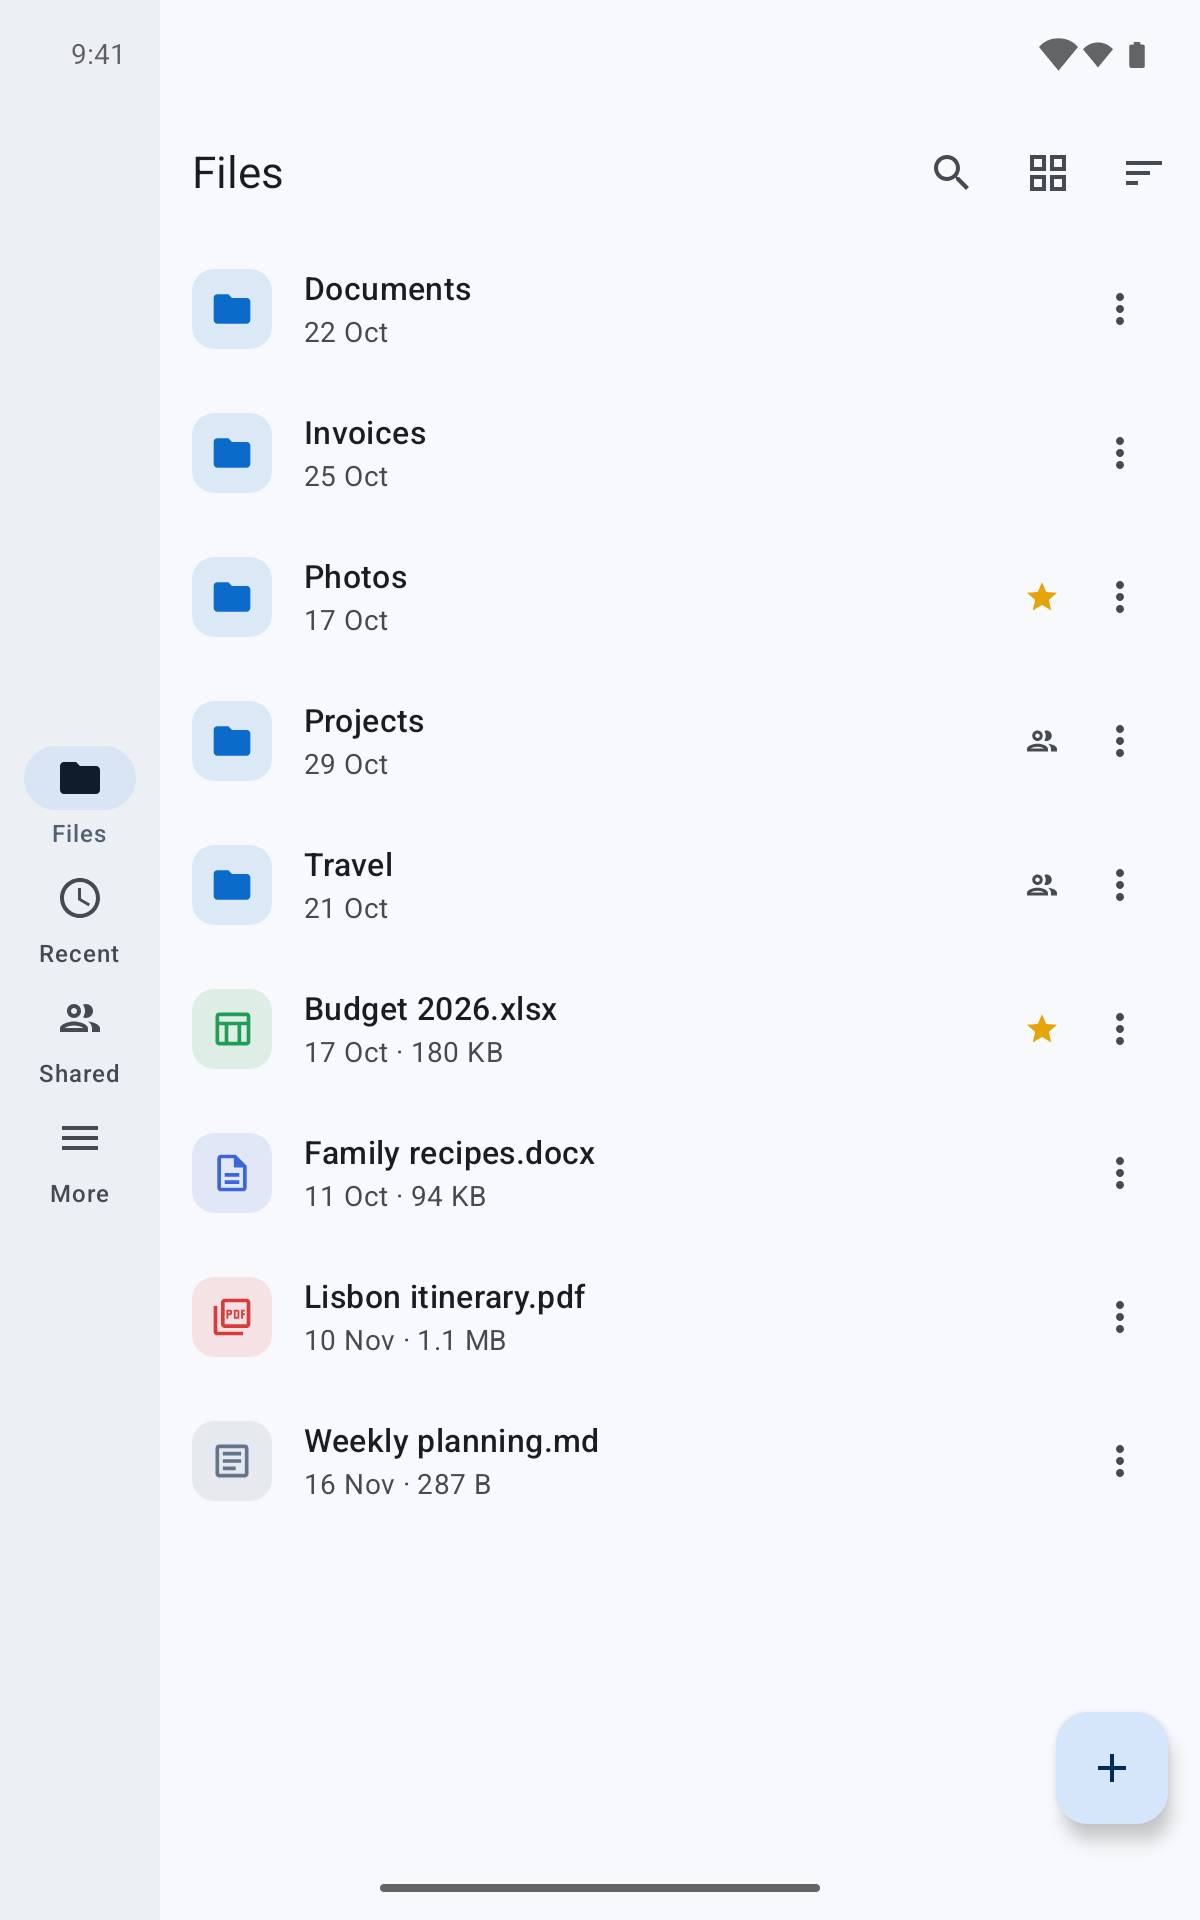 9:41
Files
Documents
22 Oct
Invoices
25 Oct
Photos
17 Oct
Projects
29 Oct
Travel
21 Oct
Budget 2026.xlsx
17 Oct · 180 KB
Family recipes.docx
11 Oct · 94 KB
Lisbon itinerary.pdf
10 Nov · 1.1 MB
Weekly planning.md
16 Nov · 287 B
Files
Recent
Shared
More
PDF